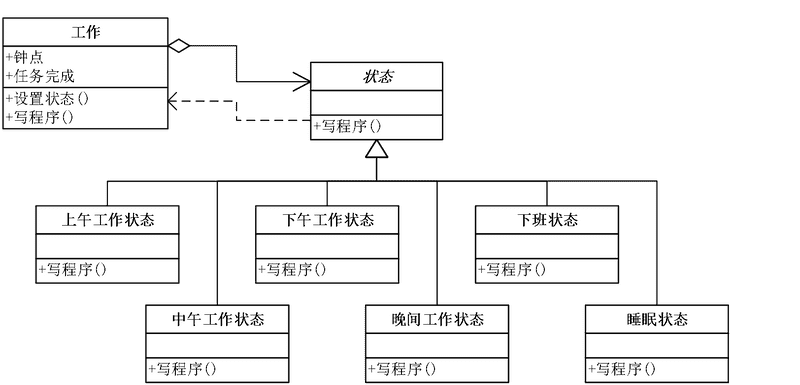 工作
+钟点
+任务完成
+设置状态()
+写程序()
状态
+写程序()
上午工作状态
+写程序()
下午工作状态
+写程序()
下班状态
+写程序()
中午工作状态
+写程序()
晚间工作状态
+写程序()
睡眠状态
+写程序()